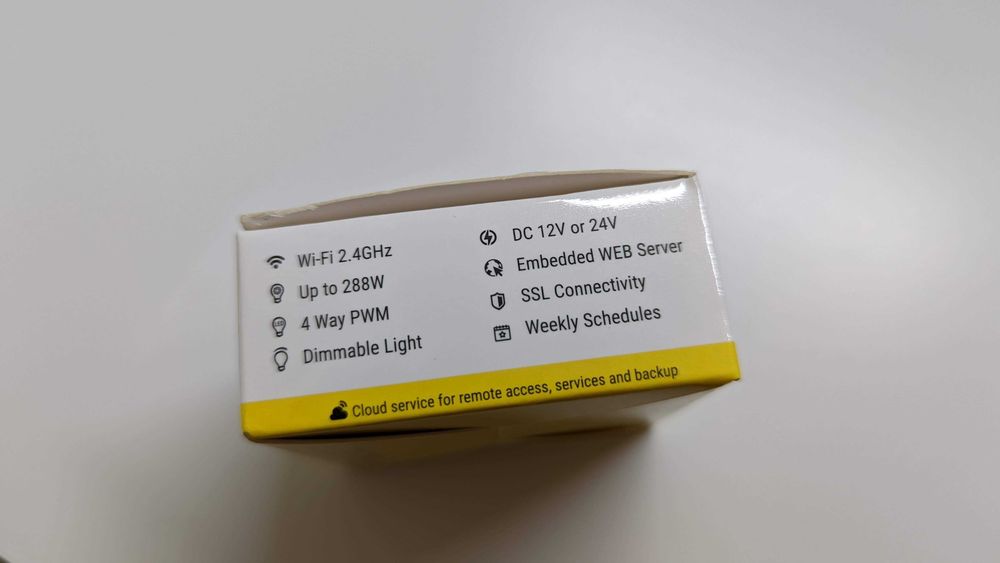 Wi-Fi 2.4GHz
Up to 288W
4 Way PWM
Dimmable Light
DC 12V or 24V
Embedded WEB Server
SSL Connectivity
Weekly Schedules
Cloud service for remote access, services and backup